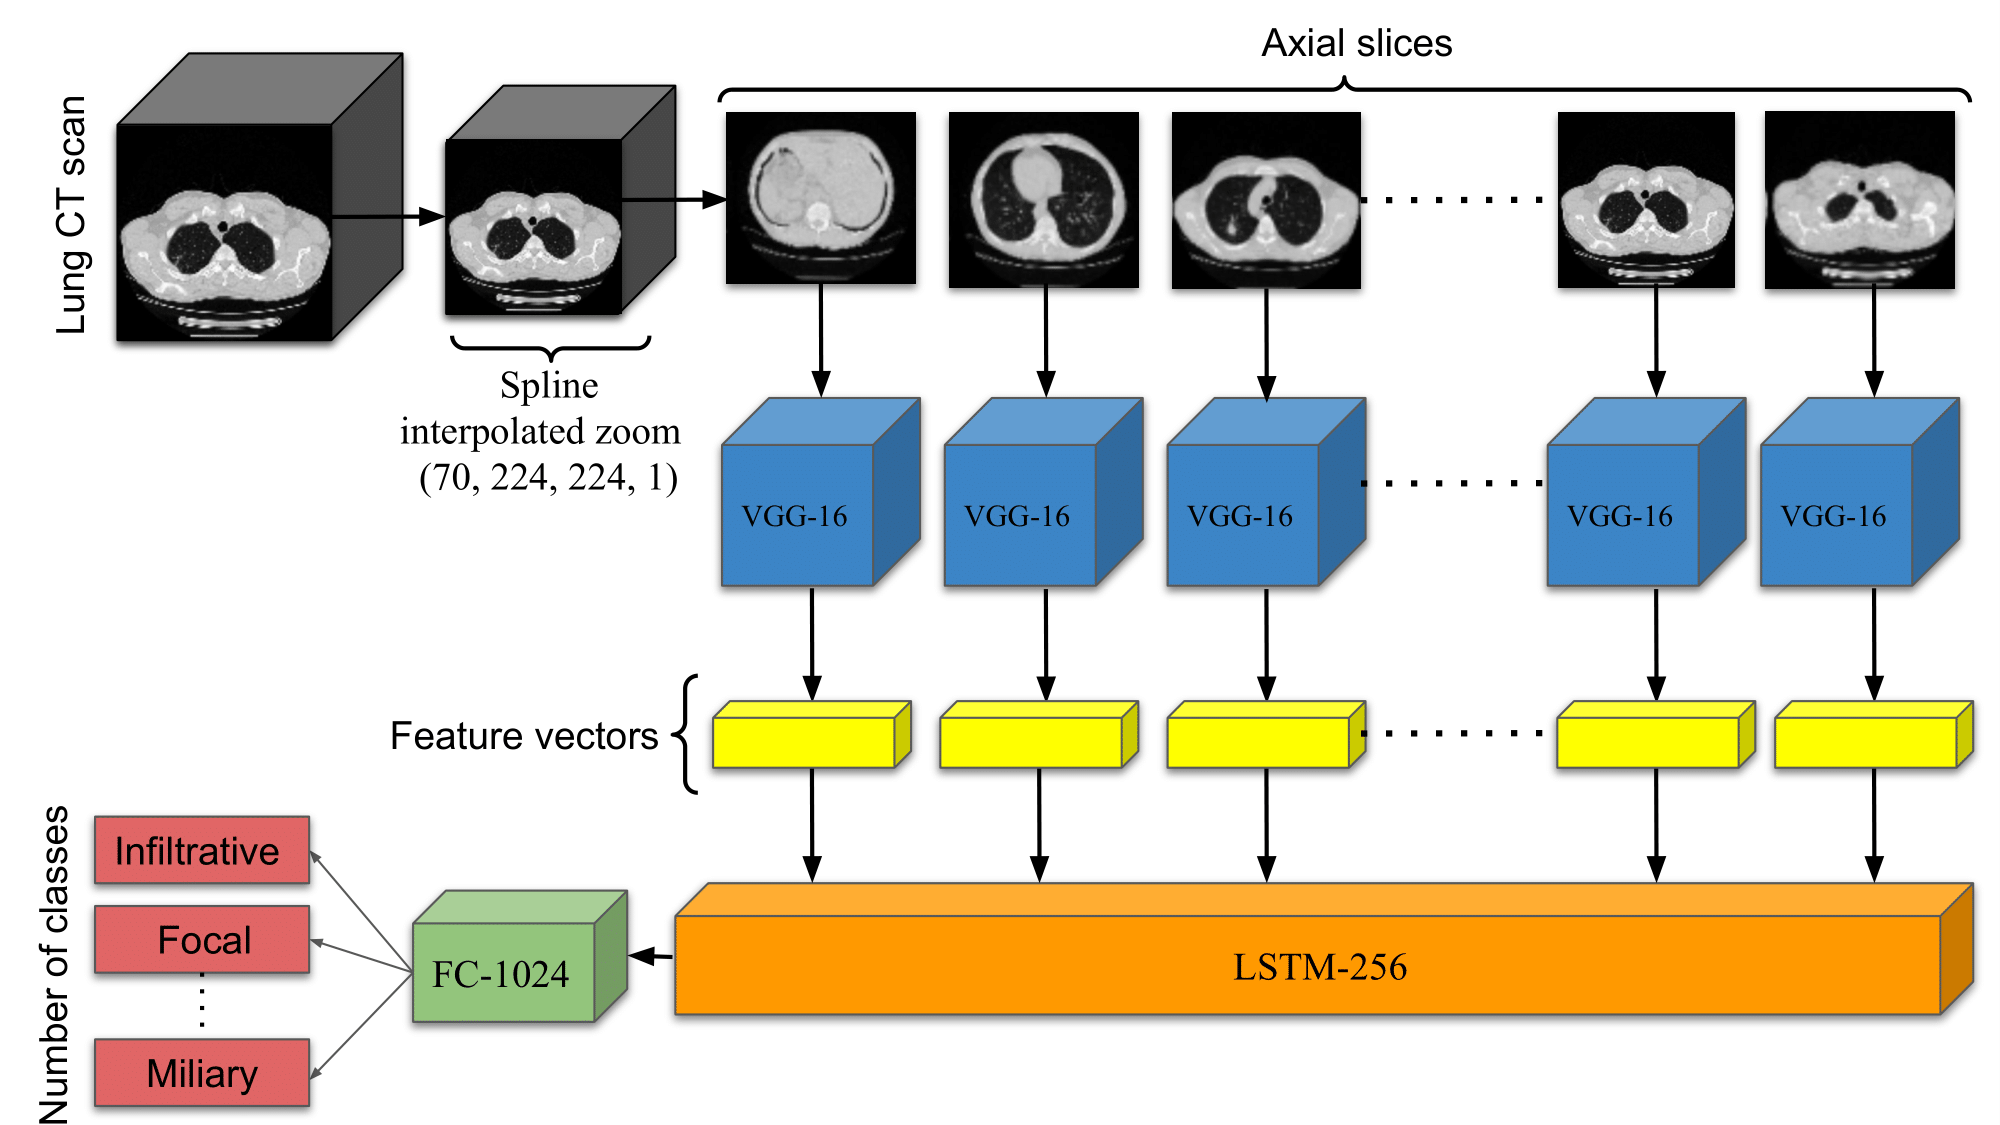 Axial slices
Lung CT scan
Spline
interpolated zoom
(70, 224, 224, 1)
VGG-16
VGG-16
VGG-16
VGG-16
VGG-16
Feature vectors
Number of classes
Infiltrative
Focal
Miliary
FC-1024
LSTM-256